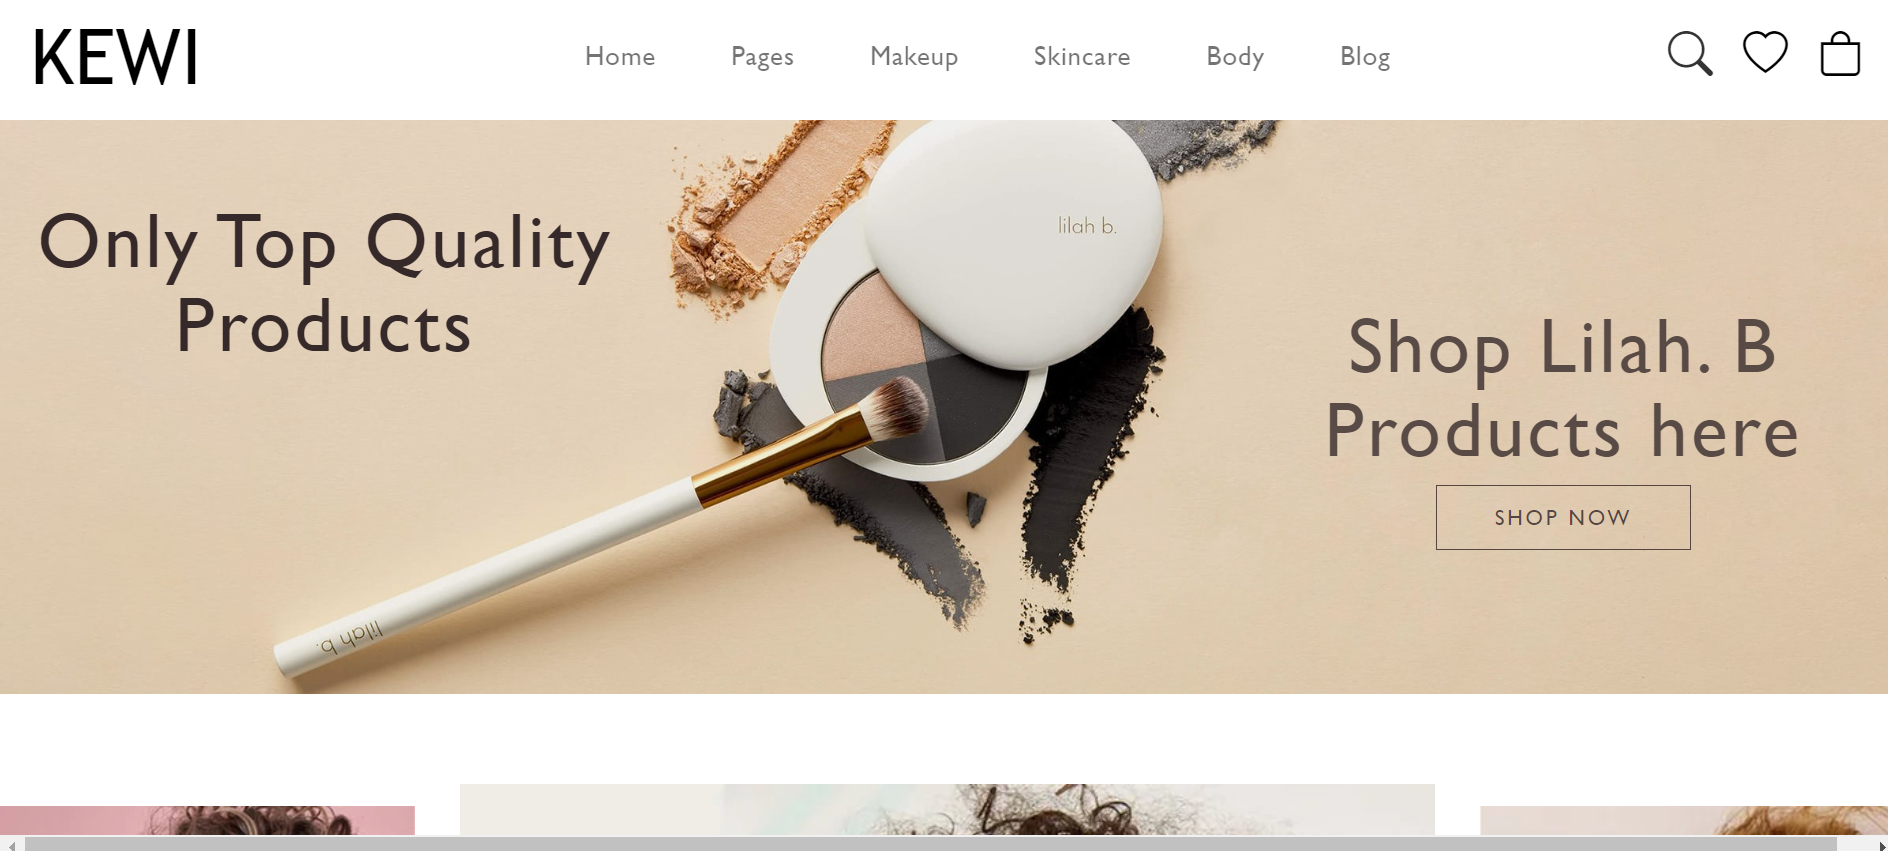 KEWI
Home
Pages
Makeup
Skincare
Body
Blog
Only Top Quality
Products
lilah b.
Shop Lilah. B
Products here
SHOP NOW
lilah b.